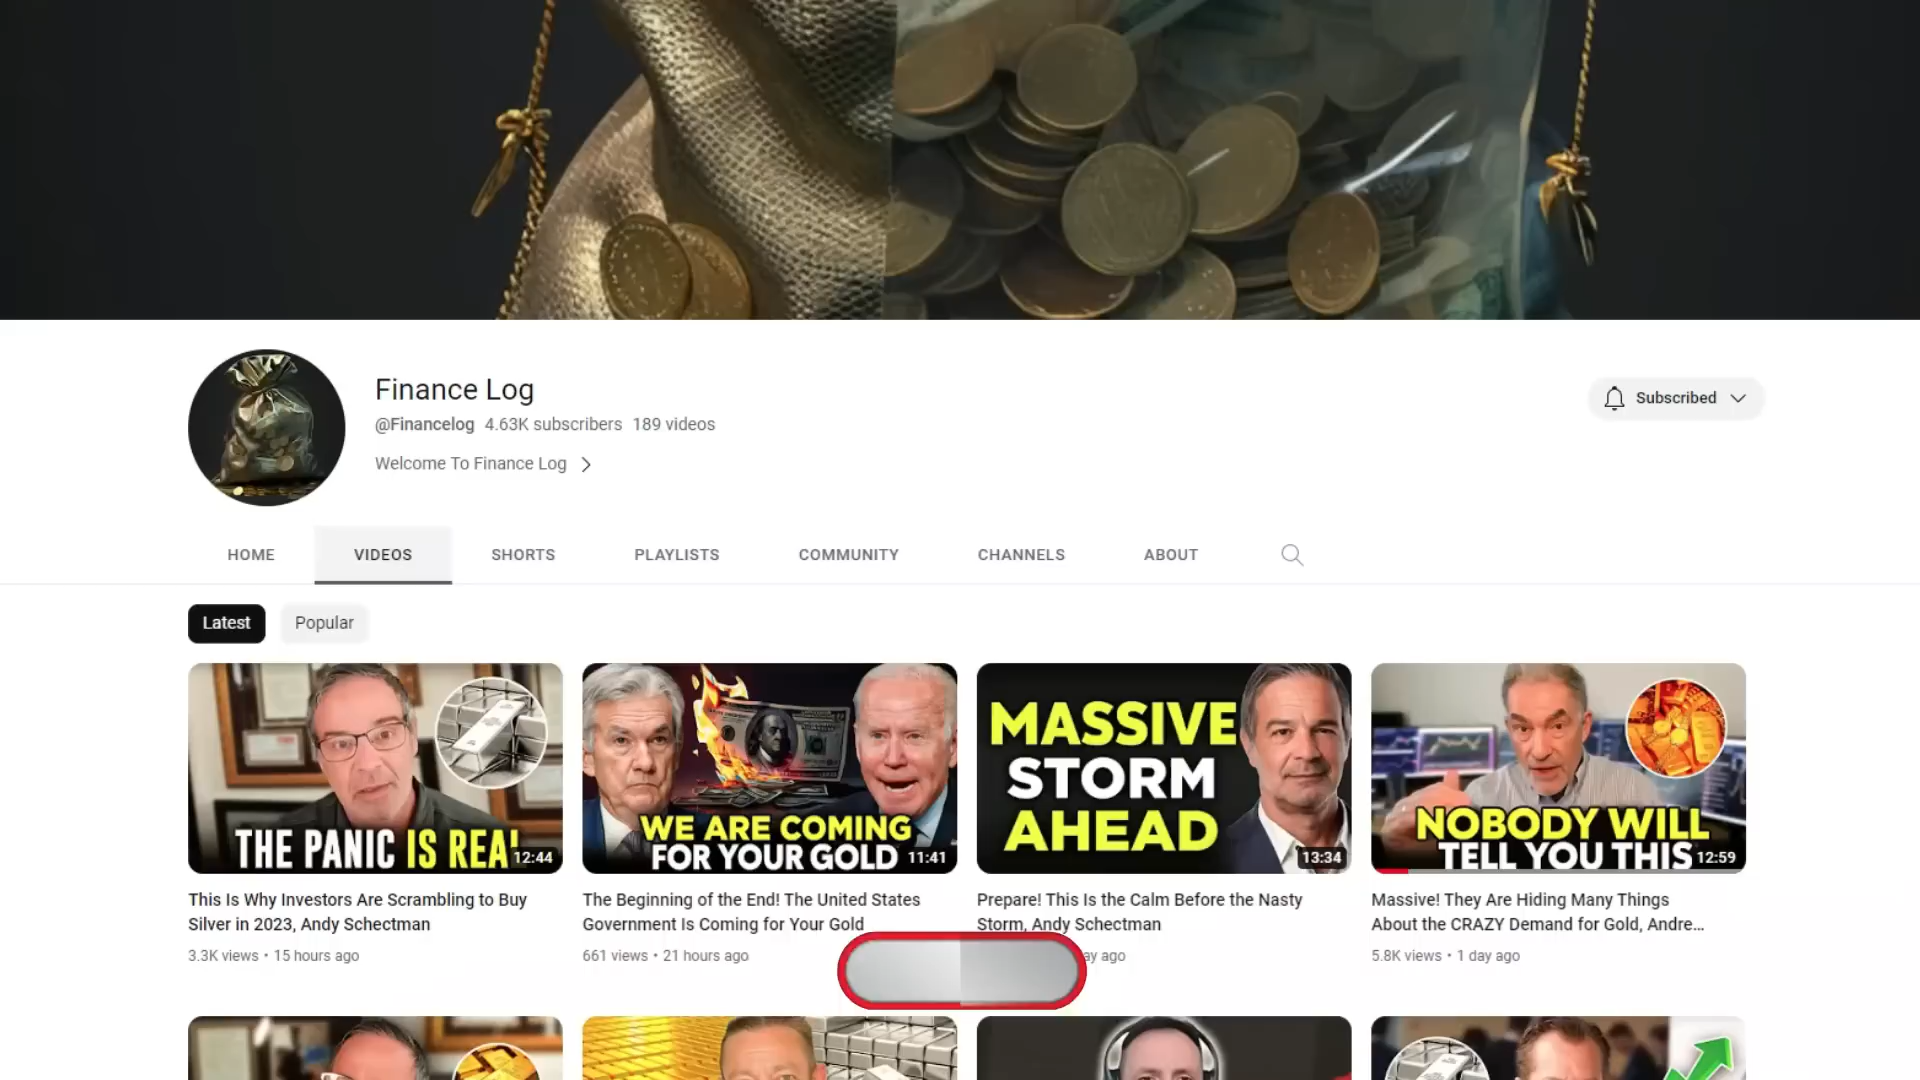 Finance Log
@Financelog 4.63K subscribers 189 videos
Welcome To Finance Log
Subscribed
HOME VIDEOS SHORTS PLAYLISTS COMMUNITY CHANNELS ABOUT
Latest Popular
THE PANIC IS REAL
12:44
WE ARE COMING
FOR YOUR GOLD
11:41
MASSIVE
STORM
AHEAD
13:34
NOBODY WILL
TELL YOU THIS
12:59
This Is Why Investors Are Scrambling to Buy
Silver in 2023, Andy Schectman
3.3K views • 15 hours ago
The Beginning of the End! The United States
Government Is Coming for Your Gold
661 views • 21 hours ago
Prepare! This Is the Calm Before the Nasty
Storm, Andy Schectman
ago
Massive! They Are Hiding Many Things
About the CRAZY Demand for Gold, Andre...
5.8K views • 1 day ago